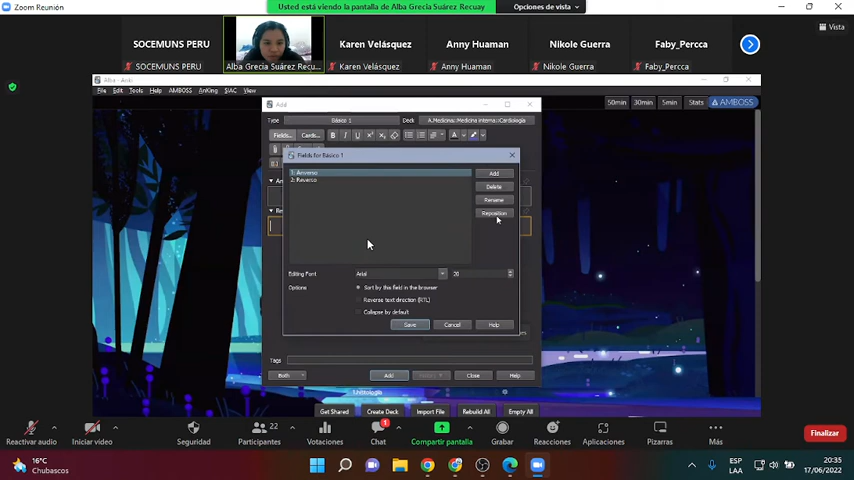 Zoom Reunión
Usted está viendo la pantalla de Alba Grecia Suárez Recuay
Opciones de vista
Vista
SOCEMUNS PERU
SOCEMUNS PERU
Alba Grecia Suárez Recu...
Karen Velásquez
Karen Velásquez
Anny Huaman
Anny Huaman
Nikole Guerra
Nikole Guerra
Faby_Percca
Faby_Percca
Alba - Anki
File Edit Tools Help AMBOSS AnKing SIAC View
50min 30min 5min Stats AMBOSS
Add
Type Básico 1 Deck A.Medicina::Medicina interna::Cardiología
Fields... Cards...
Fields for Básico 1
1: Anverso
2: Reverso
Add
Delete
Rename
Reposition
Editing Font Arial 20
Options Sort by this field in the browser
Reverse text direction (RTL)
Collapse by default
Save Cancel Help
Tags
Both Add Close Help
Get Shared Create Deck Import File Rebuild All Empty All
Reactivar audio
Iniciar video
Seguridad
Participantes 22
Votaciones
Chat 1
Compartir pantalla
Grabar
Reacciones
Aplicaciones
Pizarras
Más
Finalizar
16°C
Chubascos
ESP
LAA
20:35
17/06/2022